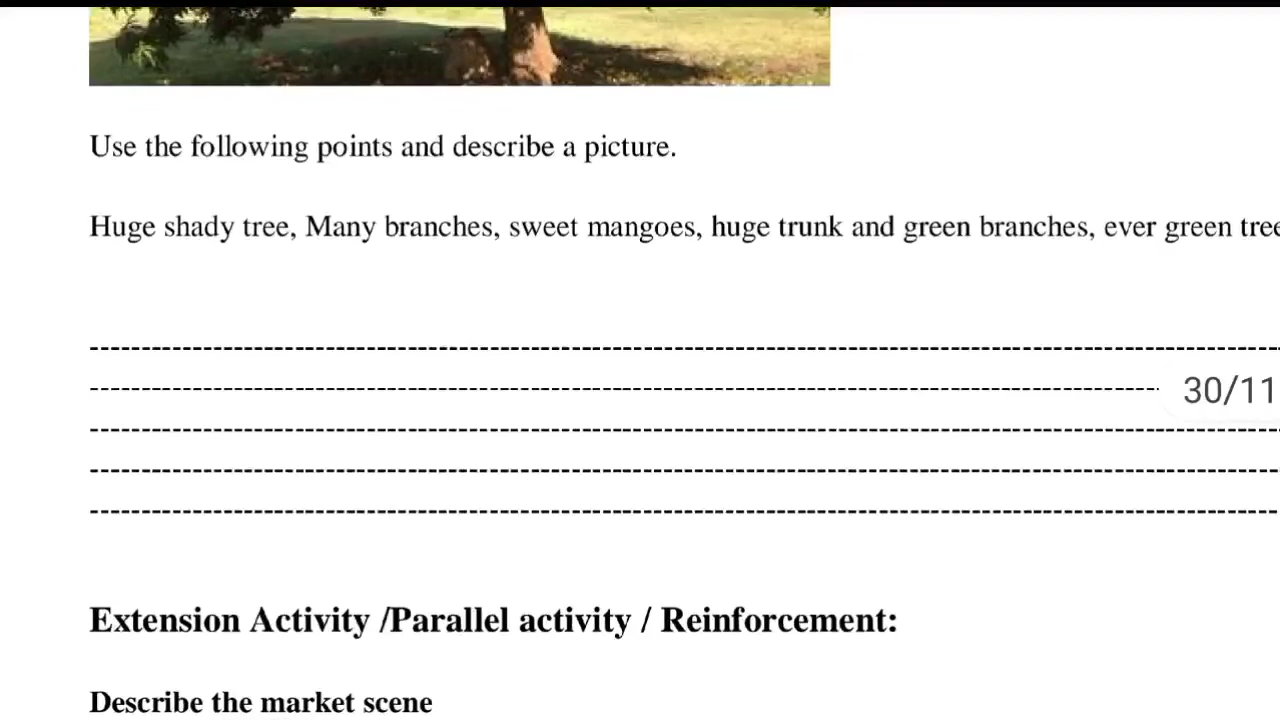 Use the following points and describe a picture.
Huge shady tree, Many branches, sweet mangoes, huge trunk and green branches, ever green tree
30/11
Extension Activity /Parallel activity / Reinforcement:
Describe the market scene